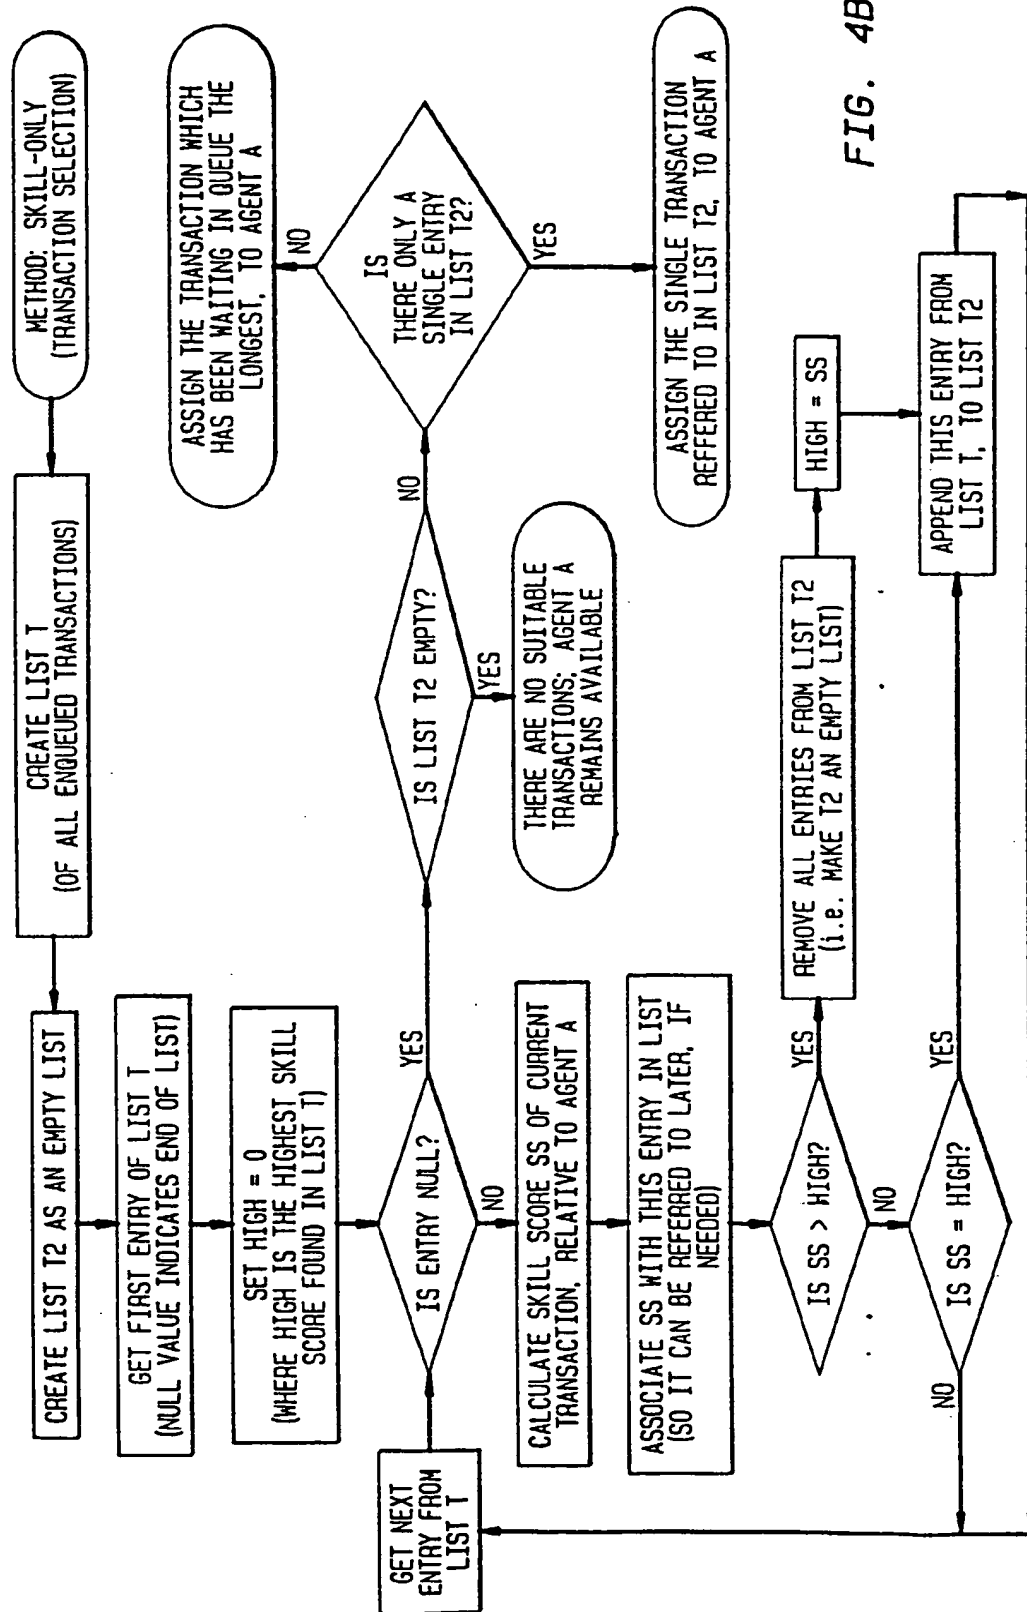 METHOD: SKILL-ONLY
(TRANSACTION SELECTION)
CREATE LIST T
(OF ALL ENQUEUED TRANSACTIONS)
CREATE LIST T2 AS AN EMPTY LIST
GET FIRST ENTRY OF LIST T
(NULL VALUE INDICATES END OF LIST)
SET HIGH = 0
(WHERE HIGH IS THE HIGHEST SKILL
SCORE FOUND IN LIST T)
GET NEXT
ENTRY FROM
LIST T
IS ENTRY NULL?
YES
NO
IS LIST T2 EMPTY?
NO
YES
THERE ARE NO SUITABLE
TRANSACTIONS; AGENT A
REMAINS AVAILABLE
IS
THERE ONLY A
SINGLE ENTRY
IN LIST T2?
NO
YES
ASSIGN THE TRANSACTION WHICH
HAS BEEN WAITING IN QUEUE THE
LONGEST, TO AGENT A
ASSIGN THE SINGLE TRANSACTION
REFFERED TO IN LIST T2, TO AGENT A
CALCULATE SKILL SCORE SS OF CURRENT
TRANSACTION, RELATIVE TO AGENT A
ASSOCIATE SS WITH THIS ENTRY IN LIST
(SO IT CAN BE REFERRED TO LATER, IF
NEEDED)
IS SS > HIGH?
YES
NO
REMOVE ALL ENTRIES FROM LIST T2
(i.e. MAKE T2 AN EMPTY LIST)
HIGH = SS
IS SS = HIGH?
YES
NO
APPEND THIS ENTRY FROM
LIST T, TO LIST T2
FIG. 4B